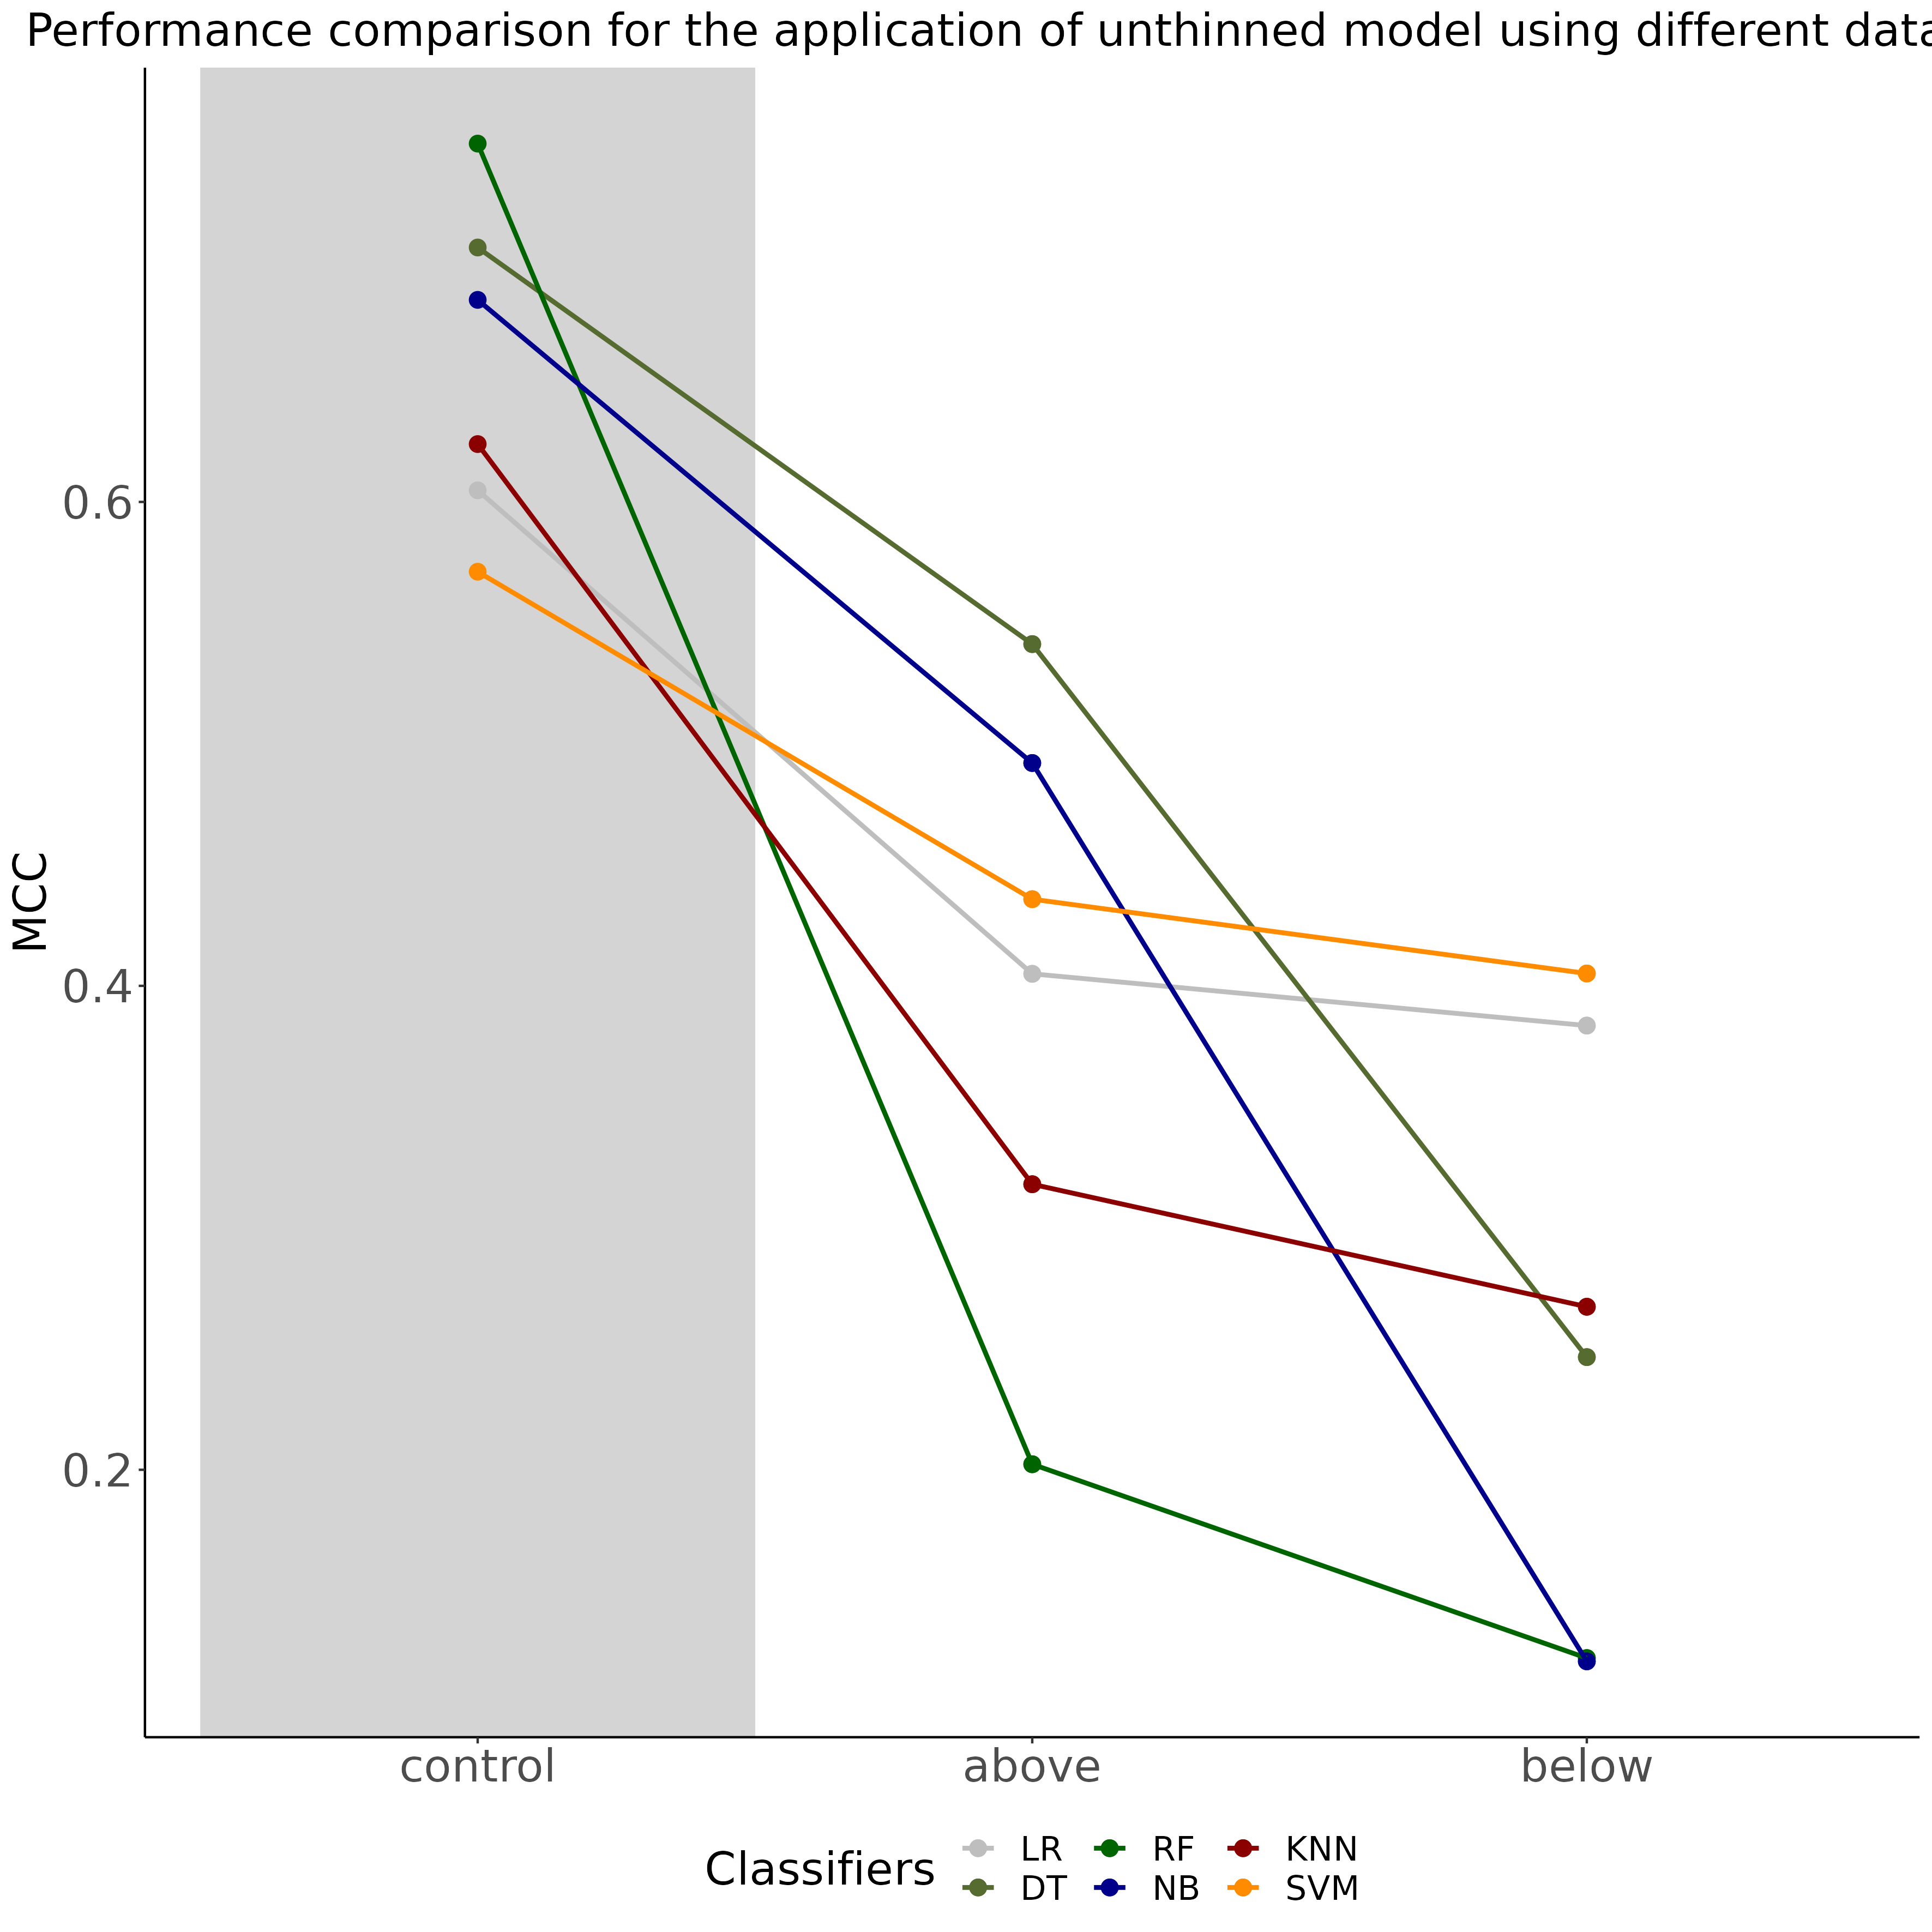 Performance comparison for the application of unthinned model using different data
MCC
0.6
0.4
0.2
control above below
Classifiers
LR RF KNN
DT NB SVM